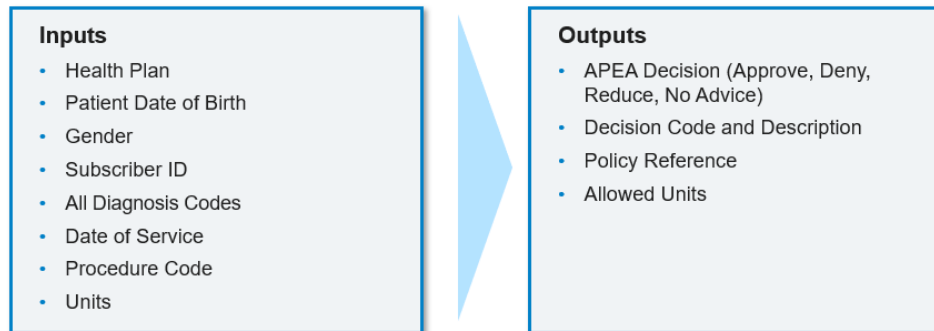 Inputs
• Health Plan
• Patient Date of Birth
• Gender
• Subscriber ID
• All Diagnosis Codes
• Date of Service
• Procedure Code
• Units
Outputs
• APEA Decision (Approve, Deny,
Reduce, No Advice)
• Decision Code and Description
• Policy Reference
• Allowed Units